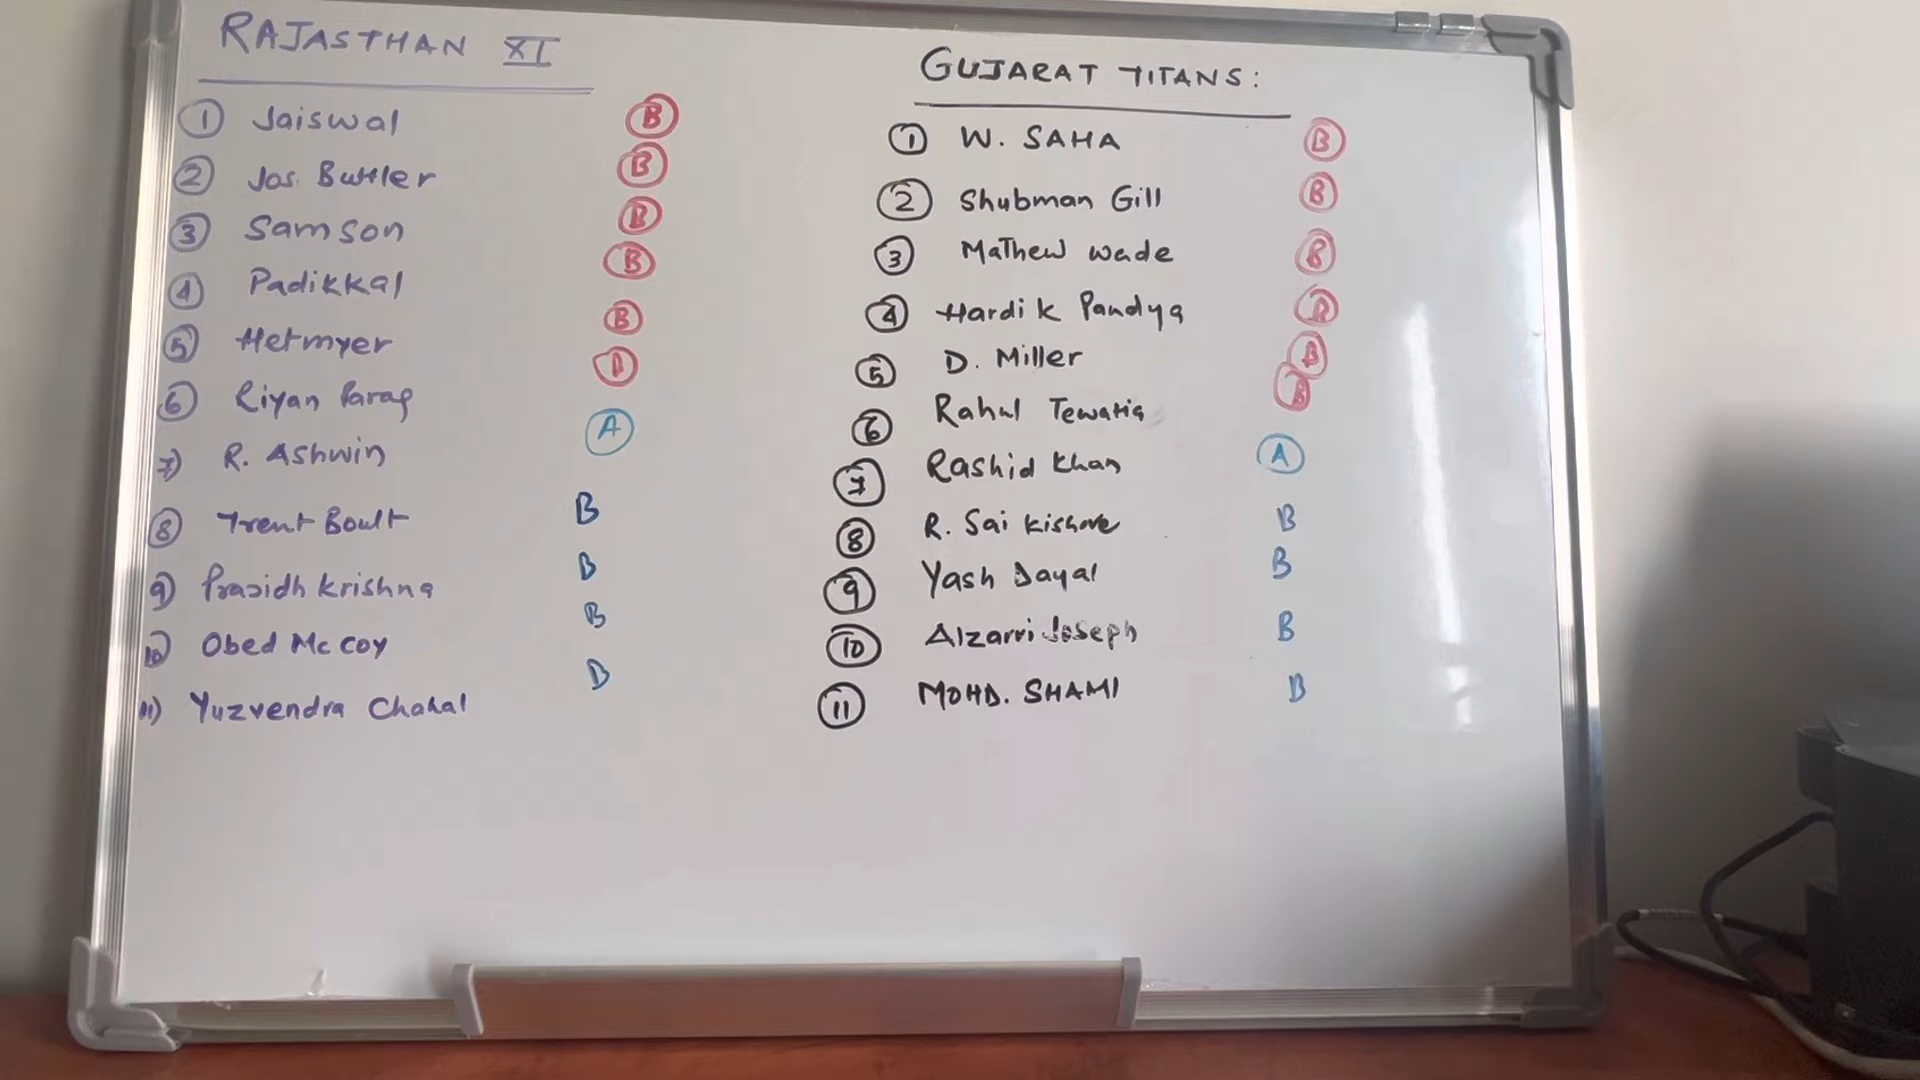 RAJASTHAN XI
1 Jaiswal B
2 Jos. Buttler B
3 Samson B
4 Padikkal B
5 Hetmyer B
6 Riyan Parag B
7) R. Ashwin A
8 Trent Boult B
9) Prasidh Krishna B
10) Obed Mc coy B
11) Yuzvendra Chahal B
GUJARAT TITANS:
1 W. SAHA B
2 Shubman Gill B
3 Mathew wade B
4 Hardik Pandya B
5 D. Miller B
6 Rahul Tewatia B
7 Rashid Khan A
8 R. Sai Kishore B
9 Yash Dayal B
10 Alzarri Joseph B
11 MOHD. SHAMI B